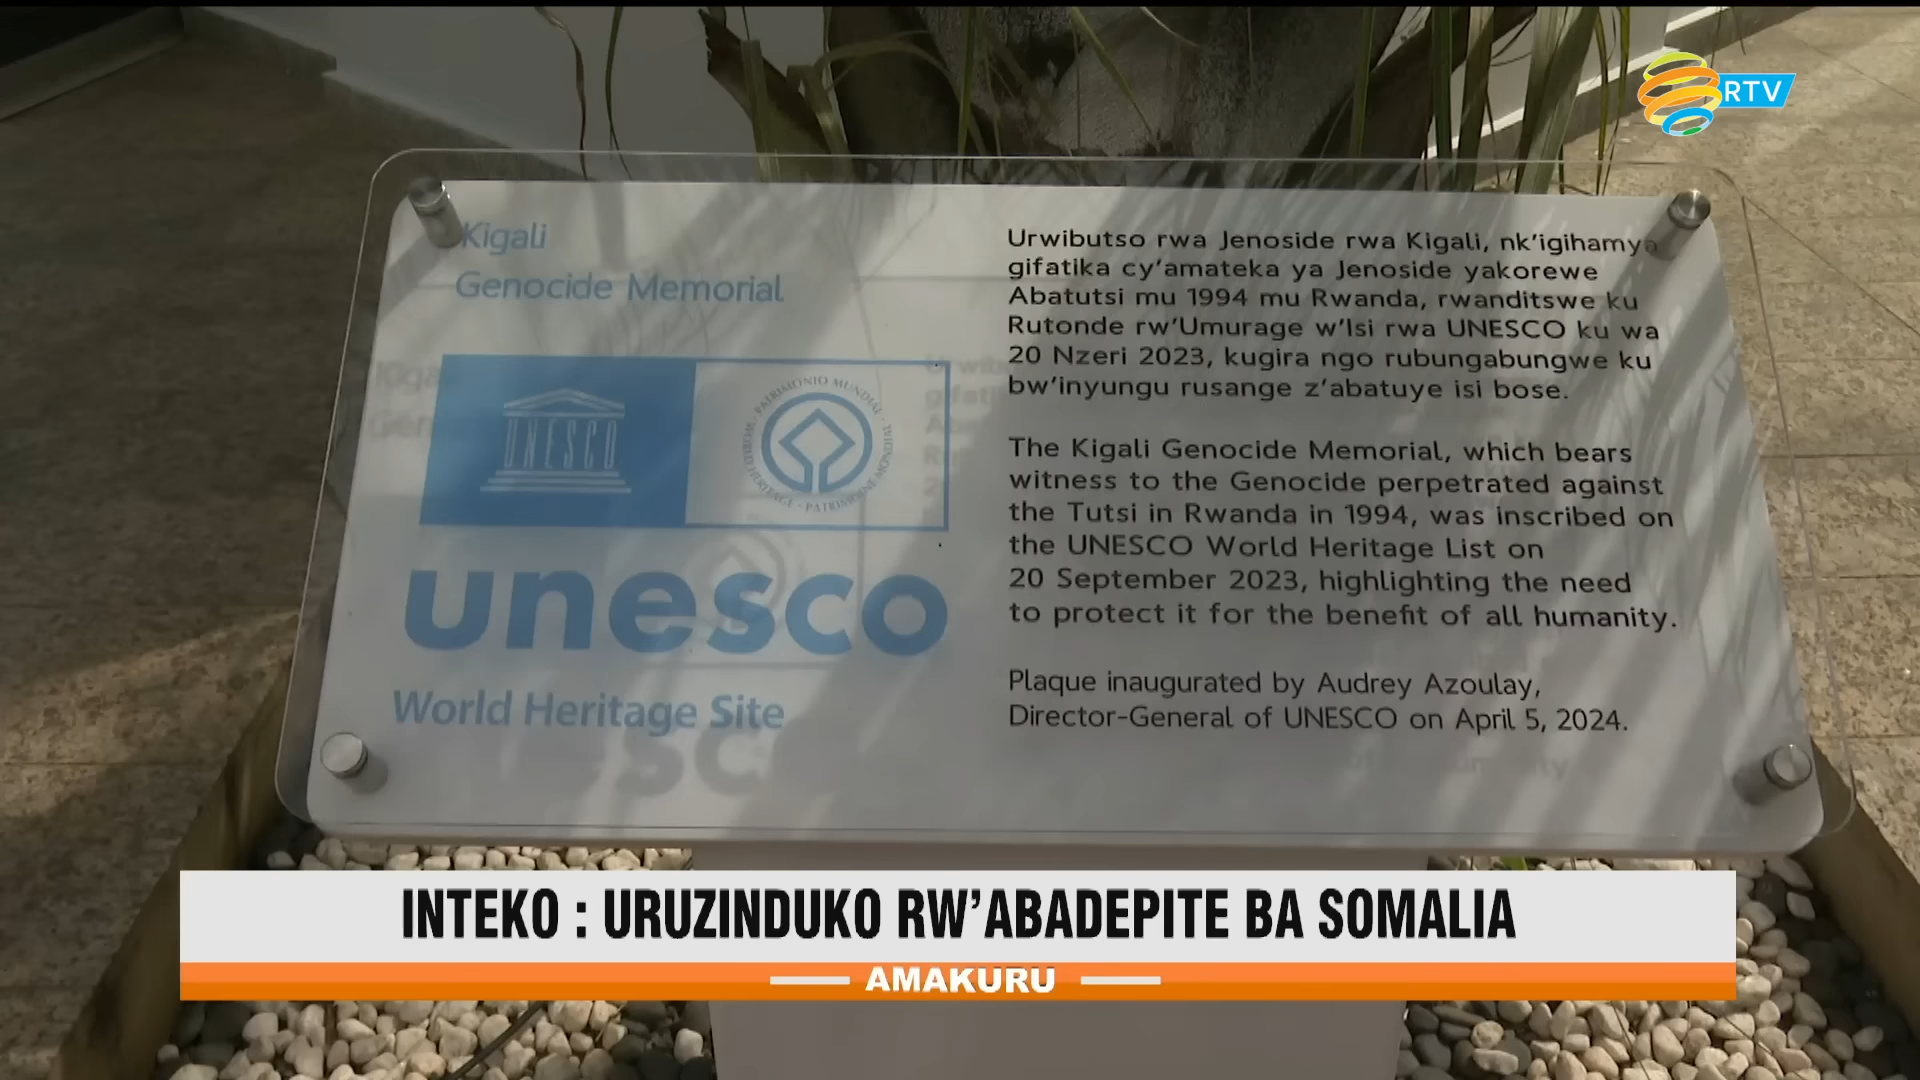 RTV
Kigali
Genocide Memorial
UNESCO
PATRIMONIO MUNDIAL · WORLD HERITAGE · PATRIMOINE MONDIAL
unesco
World Heritage Site
Urwibutso rwa Jenoside rwa Kigali, nk'igihamya
gifatika cy'amateka ya Jenoside yakorewe
Abatutsi mu 1994 mu Rwanda, rwanditswe ku
Rutonde rw'Umurage w'Isi rwa UNESCO ku wa
20 Nzeri 2023, kugira ngo rubungabungwe ku
bw'inyungu rusange z'abatuye isi bose.
The Kigali Genocide Memorial, which bears
witness to the Genocide perpetrated against
the Tutsi in Rwanda in 1994, was inscribed on
the UNESCO World Heritage List on
20 September 2023, highlighting the need
to protect it for the benefit of all humanity.
Plaque inaugurated by Audrey Azoulay,
Director-General of UNESCO on April 5, 2024.
INTEKO : URUZINDUKO RW'ABADEPITE BA SOMALIA
AMAKURU